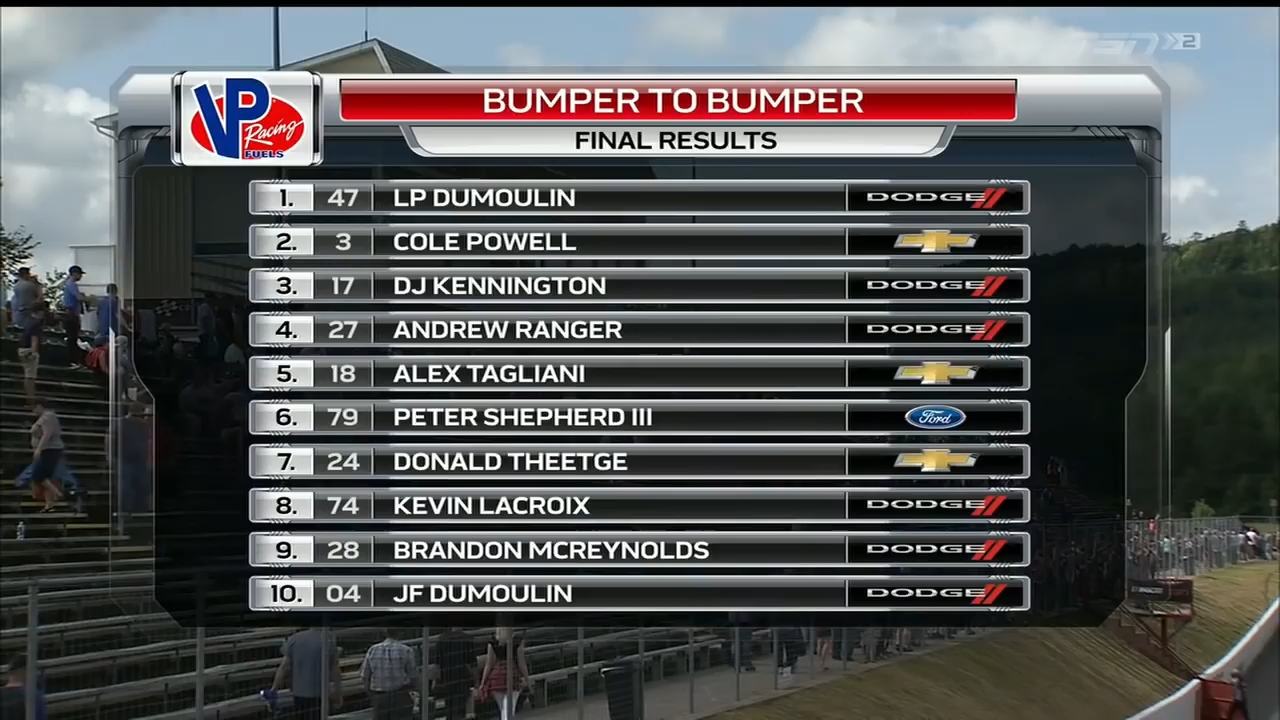 TSN 2
VP Racing FUELS
BUMPER TO BUMPER
FINAL RESULTS
1. 47 LP DUMOULIN DODGE
2. 3 COLE POWELL
3. 17 DJ KENNINGTON DODGE
4. 27 ANDREW RANGER DODGE
5. 18 ALEX TAGLIANI
6. 79 PETER SHEPHERD III Ford
7. 24 DONALD THEETGE
8. 74 KEVIN LACROIX DODGE
9. 28 BRANDON MCREYNOLDS DODGE
10. 04 JF DUMOULIN DODGE